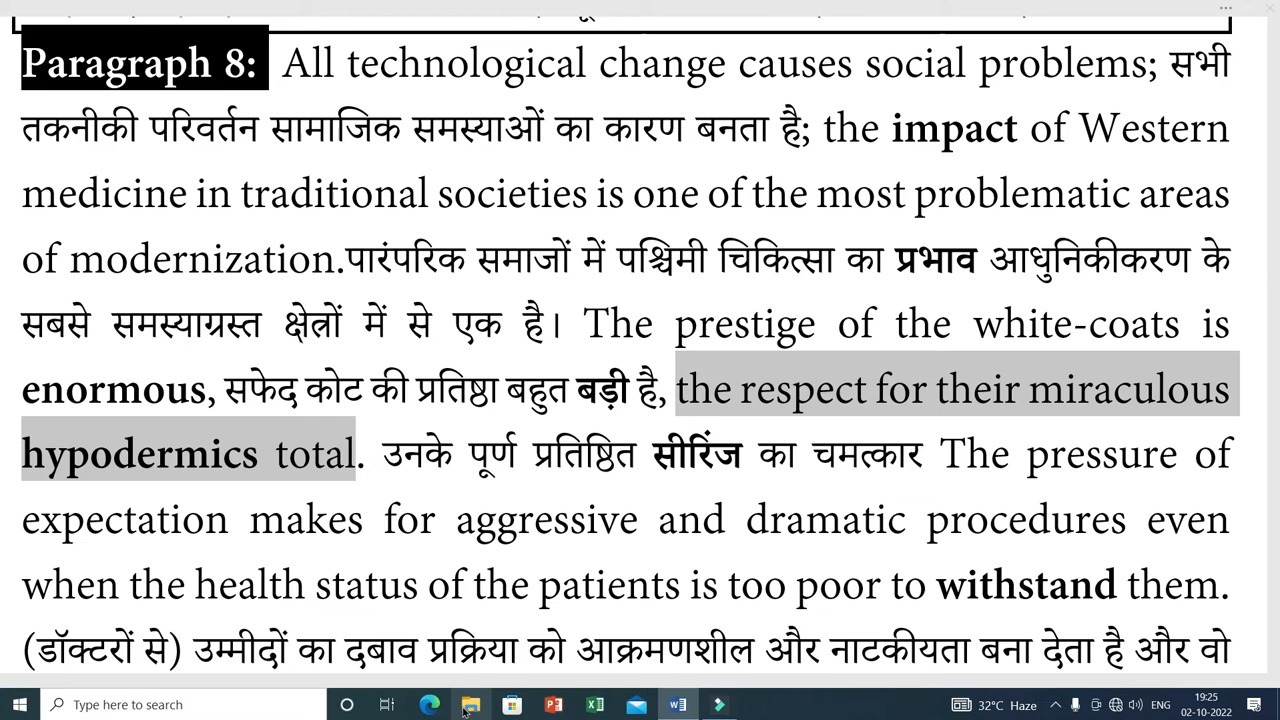 Paragraph 8: All technological change causes social problems; सभी
तकनीकी परिवर्तन सामाजिक समस्याओं का कारण बनता है; the impact of Western
medicine in traditional societies is one of the most problematic areas
of modernization.पारंपरिक समाजों में पश्चिमी चिकित्सा का प्रभाव आधुनिकीकरण के
सबसे समस्याग्रस्त क्षेत्रों में से एक है। The prestige of the white-coats is
enormous, सफेद कोट की प्रतिष्ठा बहुत बड़ी है, the respect for their miraculous
hypodermics total. उनके पूर्ण प्रतिष्ठित सीरिंज का चमत्कार The pressure of
expectation makes for aggressive and dramatic procedures even
when the health status of the patients is too poor to withstand them.
(डॉक्टरों से) उम्मीदों का दबाव प्रक्रिया को आक्रमणशील और नाटकीयता बना देता है और वो
Type here to search
32°C Haze
ENG
19:25
02-10-2022